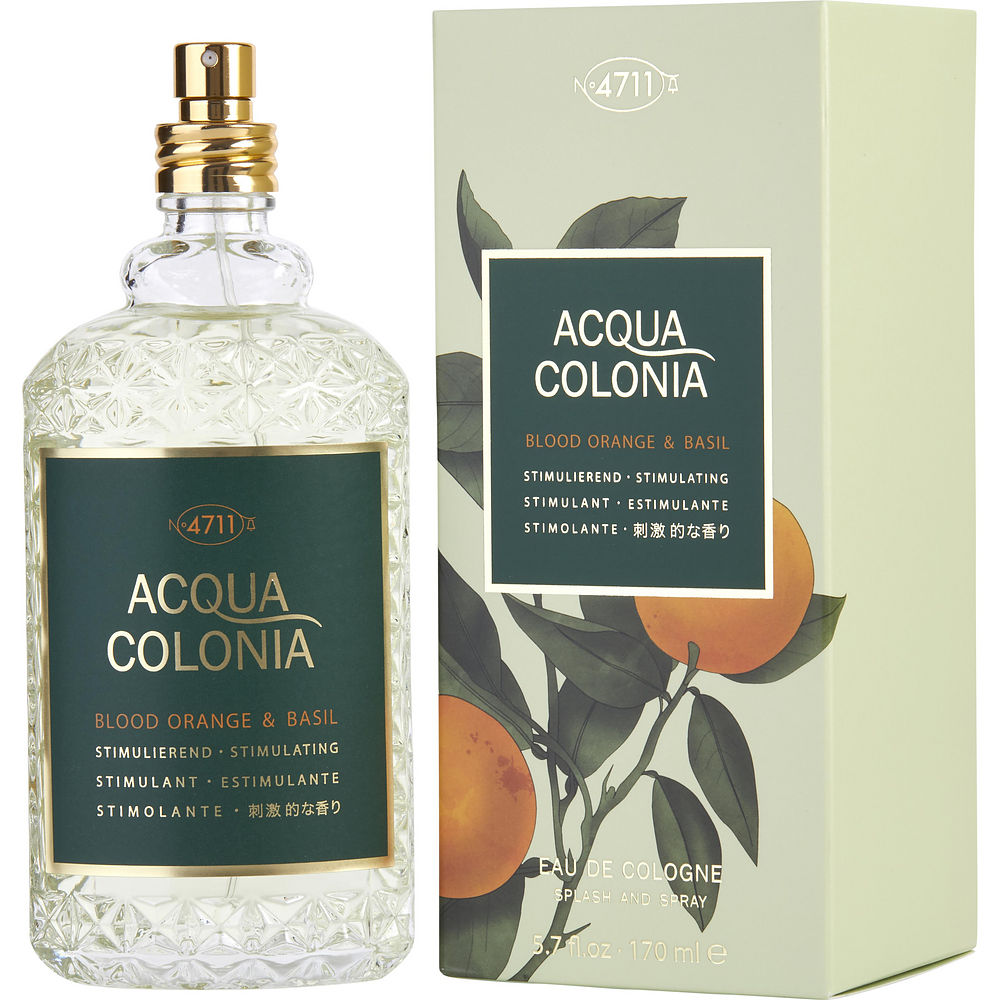 Nº4711
ACQUA
COLONIA
BLOOD ORANGE & BASIL
STIMULIEREND · STIMULATING
STIMULANT · ESTIMULANTE
STIMOLANTE · 刺激的な香り
Nº4711
ACQUA
COLONIA
BLOOD ORANGE & BASIL
STIMULIEREND · STIMULATING
STIMULANT · ESTIMULANTE
STIMOLANTE · 刺激的な香り
EAU DE COLOGNE
SPLASH AND SPRAY
5.7 fl.oz · 170 ml ℮